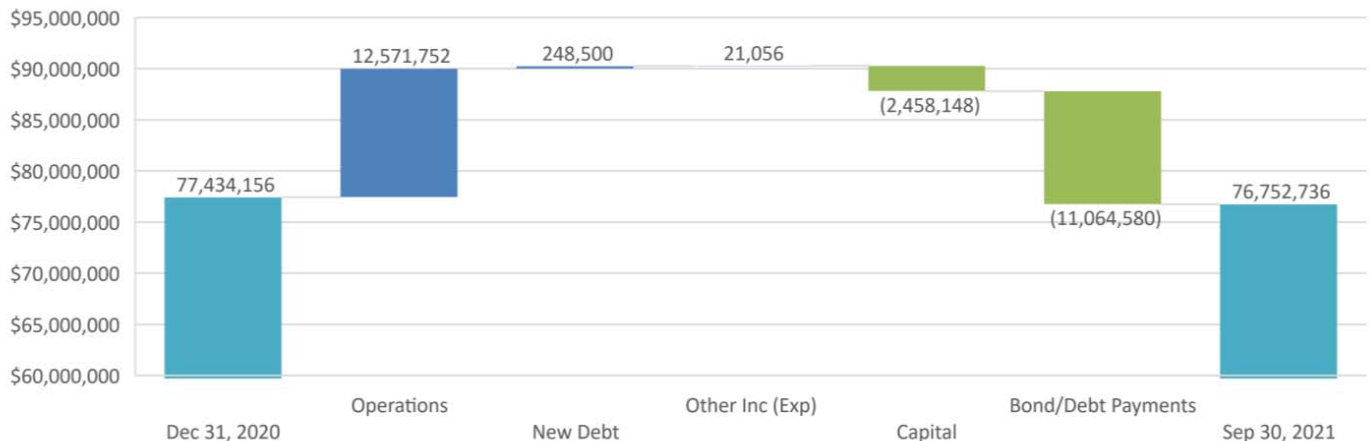 $95,000,000
$90,000,000
$85,000,000
$80,000,000
$75,000,000
$70,000,000
$65,000,000
$60,000,000
77,434,156
12,571,752
248,500
21,056
(2,458,148)
(11,064,580)
76,752,736
Operations
Other Inc (Exp)
Bond/Debt Payments
Dec 31, 2020
New Debt
Capital
Sep 30, 2021